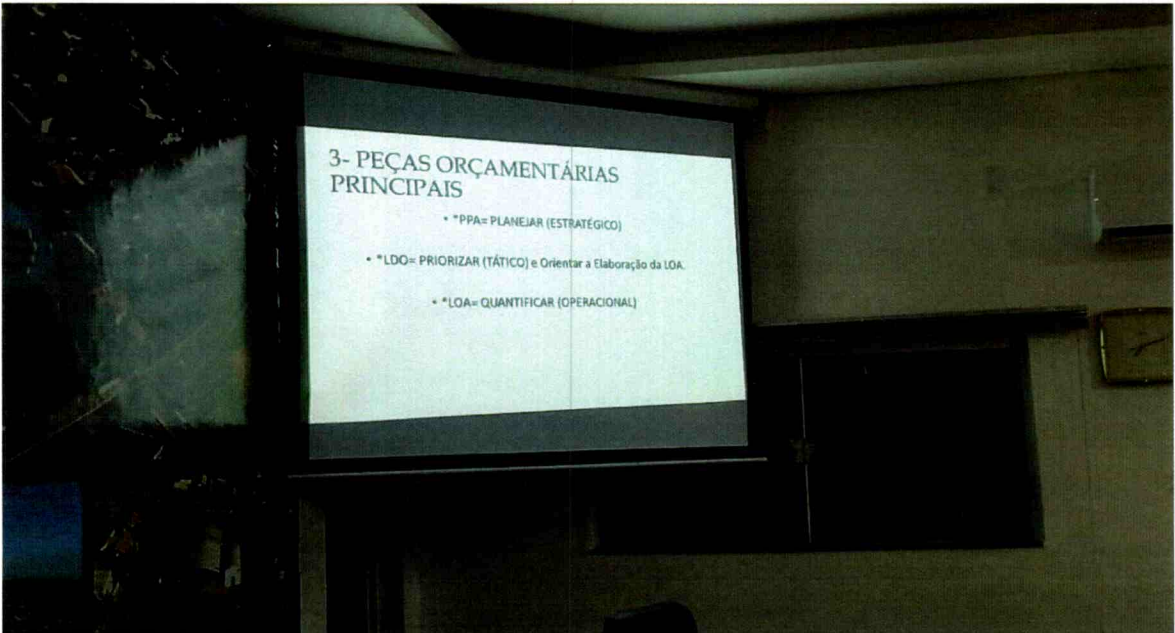 3- PEÇAS ORÇAMENTÁRIAS
PRINCIPAIS
• *PPA= PLANEJAR (ESTRATÉGICO)
• *LDO= PRIORIZAR (TÁTICO) e Orientar a Elaboração da LOA.
• *LOA= QUANTIFICAR (OPERACIONAL)